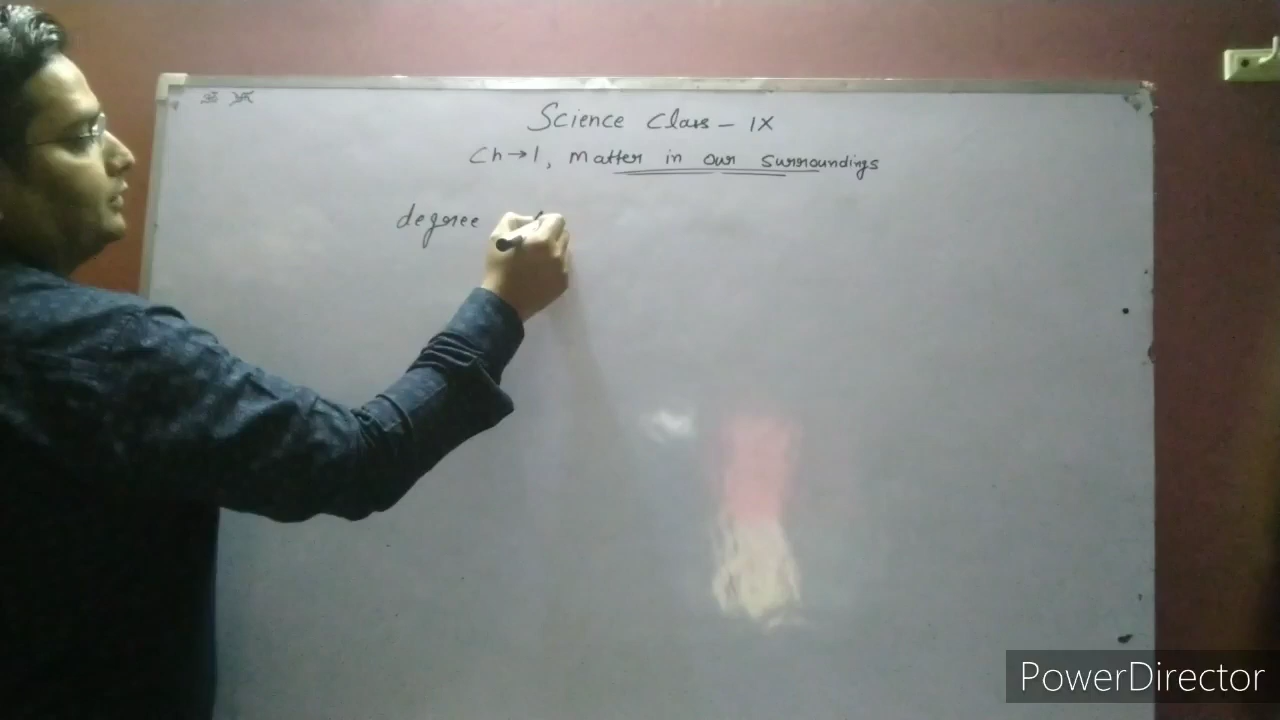 Science Class - IX
Ch→1, Matter in our surroundings
degree
PowerDirector